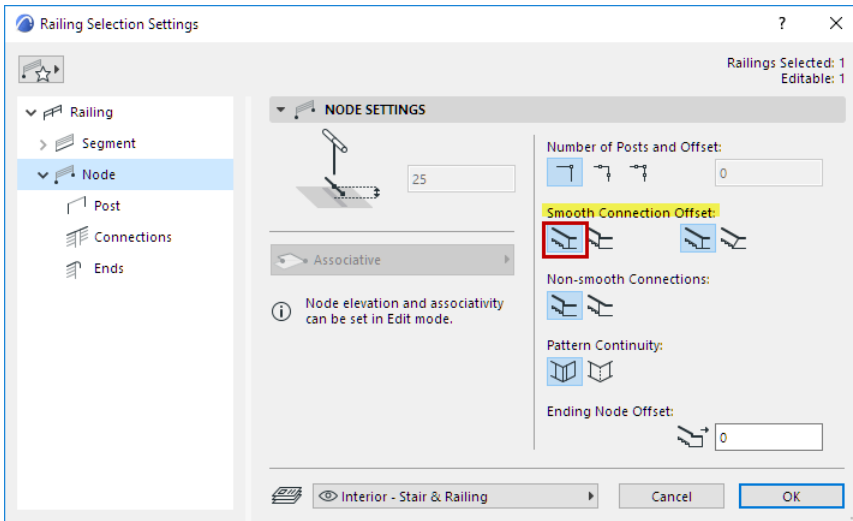 Railing Selection Settings
?
Railings Selected: 1
Editable: 1
Railing
Segment
Node
Post
Connections
Ends
NODE SETTINGS
25
Associative
Node elevation and associativity
can be set in Edit mode.
Number of Posts and Offset:
0
Smooth Connection Offset:
Non-smooth Connections:
Pattern Continuity:
Ending Node Offset:
0
Interior - Stair & Railing
Cancel
OK